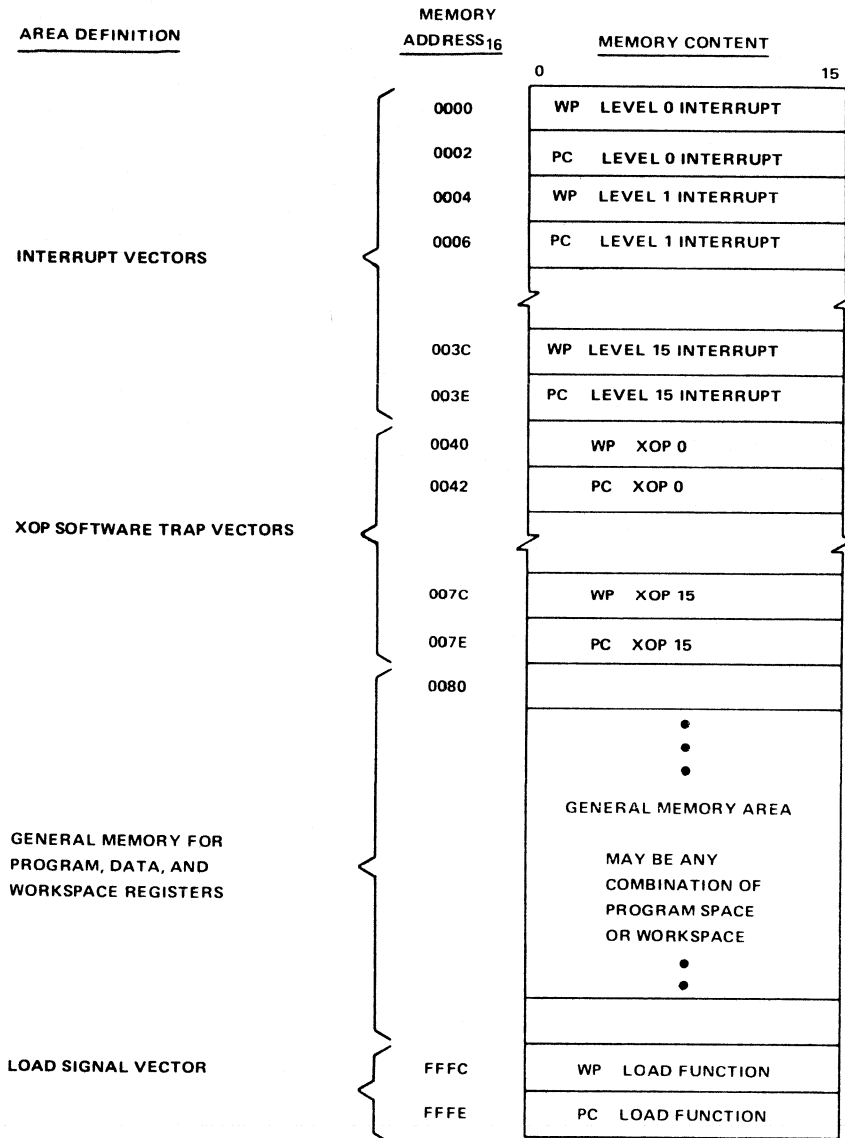 AREA DEFINITION
MEMORY
ADDRESS16
MEMORY CONTENT
0 15
0000 WP LEVEL 0 INTERRUPT
0002 PC LEVEL 0 INTERRUPT
0004 WP LEVEL 1 INTERRUPT
0006 PC LEVEL 1 INTERRUPT
INTERRUPT VECTORS
003C WP LEVEL 15 INTERRUPT
003E PC LEVEL 15 INTERRUPT
0040 WP XOP 0
0042 PC XOP 0
XOP SOFTWARE TRAP VECTORS
007C WP XOP 15
007E PC XOP 15
0080
GENERAL MEMORY AREA
GENERAL MEMORY FOR
PROGRAM, DATA, AND
WORKSPACE REGISTERS
MAY BE ANY
COMBINATION OF
PROGRAM SPACE
OR WORKSPACE
LOAD SIGNAL VECTOR
FFFC WP LOAD FUNCTION
FFFE PC LOAD FUNCTION